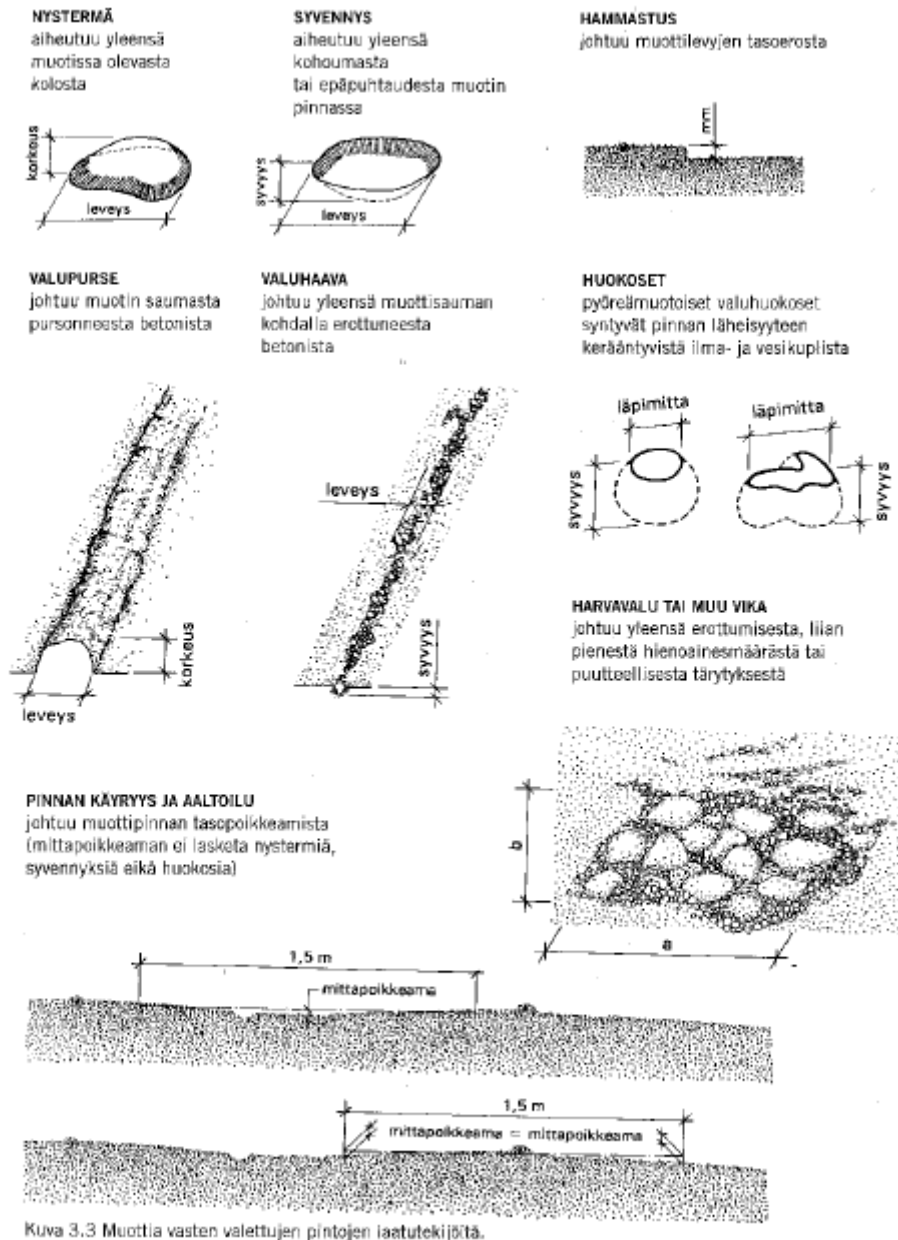 NYSTERMÄ
aiheutuu yleensä
muotissa olevasta
kolosta
korkeus
leveys
SYVENNYS
aiheutuu yleensä
kohoumasta
tai epäpuhtaudesta muotin
pinnassa
syvyys
leveys
HAMMASTUS
johtuu muottilevyjen tasoerosta
mm
VALUPURSE
johtuu muotin saumasta
pursonneesta betonista
korkeus
leveys
VALUHAAVA
johtuu yleensä muottisauman
kohdalla erottuneesta
betonista
leveys
syvyys
HUOKOSET
pyöreämuotoiset valuhuokoset
syntyvät pinnan läheisyyteen
kerääntyvistä ilma- ja vesikuplista
läpimitta
läpimitta
syvyys
syvyys
HARVAVALU TAI MUU VIKA
johtuu yleensä erottumisesta, liian
pienestä hienoainesmäärästä tai
puutteellisesta tärytyksestä
b
a
PINNAN KÄYRYYS JA AALTOILU
johtuu muottipinnan tasopoikkeamista
(mittapoikkeaman ei lasketa nystermiä,
syvennyksiä eikä huokosia)
1,5 m
mittapoikkeama
1,5 m
mittapoikkeama = mittapoikkeama
Kuva 3.3 Muottia vasten valettujen pintojen laatutekijöitä.